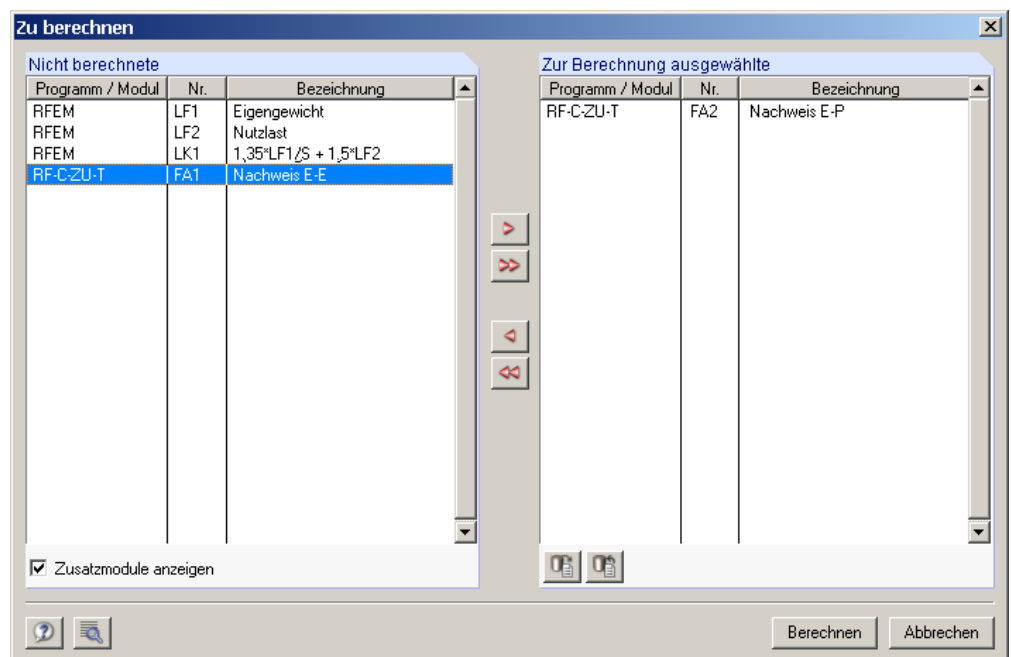 Zu berechnen
Nicht berechnete
Programm / Modul Nr. Bezeichnung
RFEM LF1 Eigengewicht
RFEM LF2 Nutzlast
RFEM LK1 1,35*LF1/S + 1,5*LF2
RF-C-ZU-T FA1 Nachweis E-E
Zusatzmodule anzeigen
Zur Berechnung ausgewählte
Programm / Modul Nr. Bezeichnung
RF-C-ZU-T FA2 Nachweis E-P
Berechnen Abbrechen